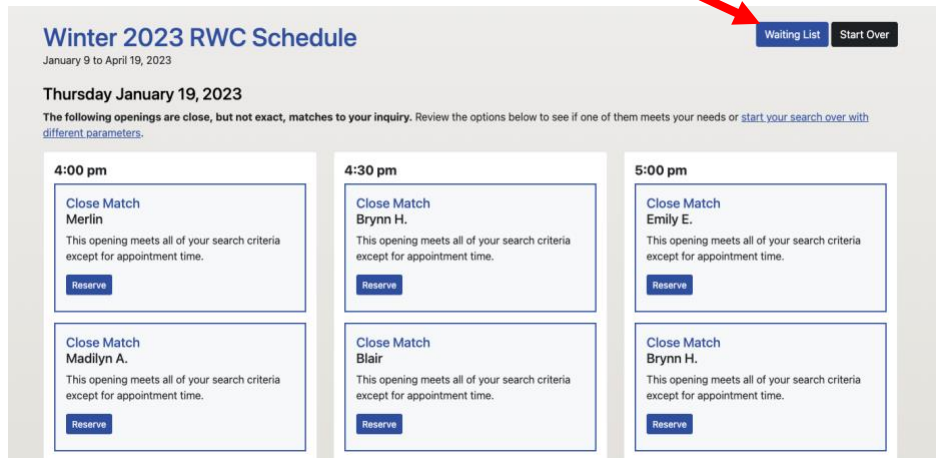 Winter 2023 RWC Schedule
Waiting List
Start Over
January 9 to April 19, 2023
Thursday January 19, 2023
The following openings are close, but not exact, matches to your inquiry. Review the options below to see if one of them meets your needs or start your search over with
different parameters.
4:00 pm
Close Match
Merlin
This opening meets all of your search criteria
except for appointment time.
Reserve
Close Match
Madilyn A.
This opening meets all of your search criteria
except for appointment time.
Reserve
4:30 pm
Close Match
Brynn H.
This opening meets all of your search criteria
except for appointment time.
Reserve
Close Match
Blair
This opening meets all of your search criteria
except for appointment time.
Reserve
5:00 pm
Close Match
Emily E.
This opening meets all of your search criteria
except for appointment time.
Reserve
Close Match
Brynn H.
This opening meets all of your search criteria
except for appointment time.
Reserve